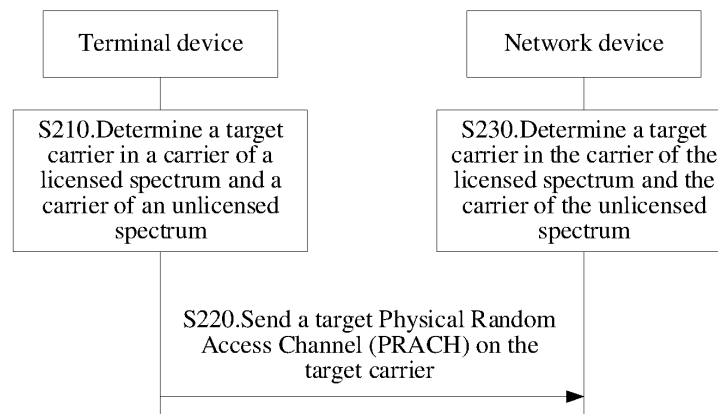 Terminal device
Network device
S210.Determine a target
carrier in a carrier of a
licensed spectrum and a
carrier of an unlicensed
spectrum
S230.Determine a target
carrier in the carrier of the
licensed spectrum and the
carrier of the unlicensed
spectrum
S220.Send a target Physical Random
Access Channel (PRACH) on the
target carrier